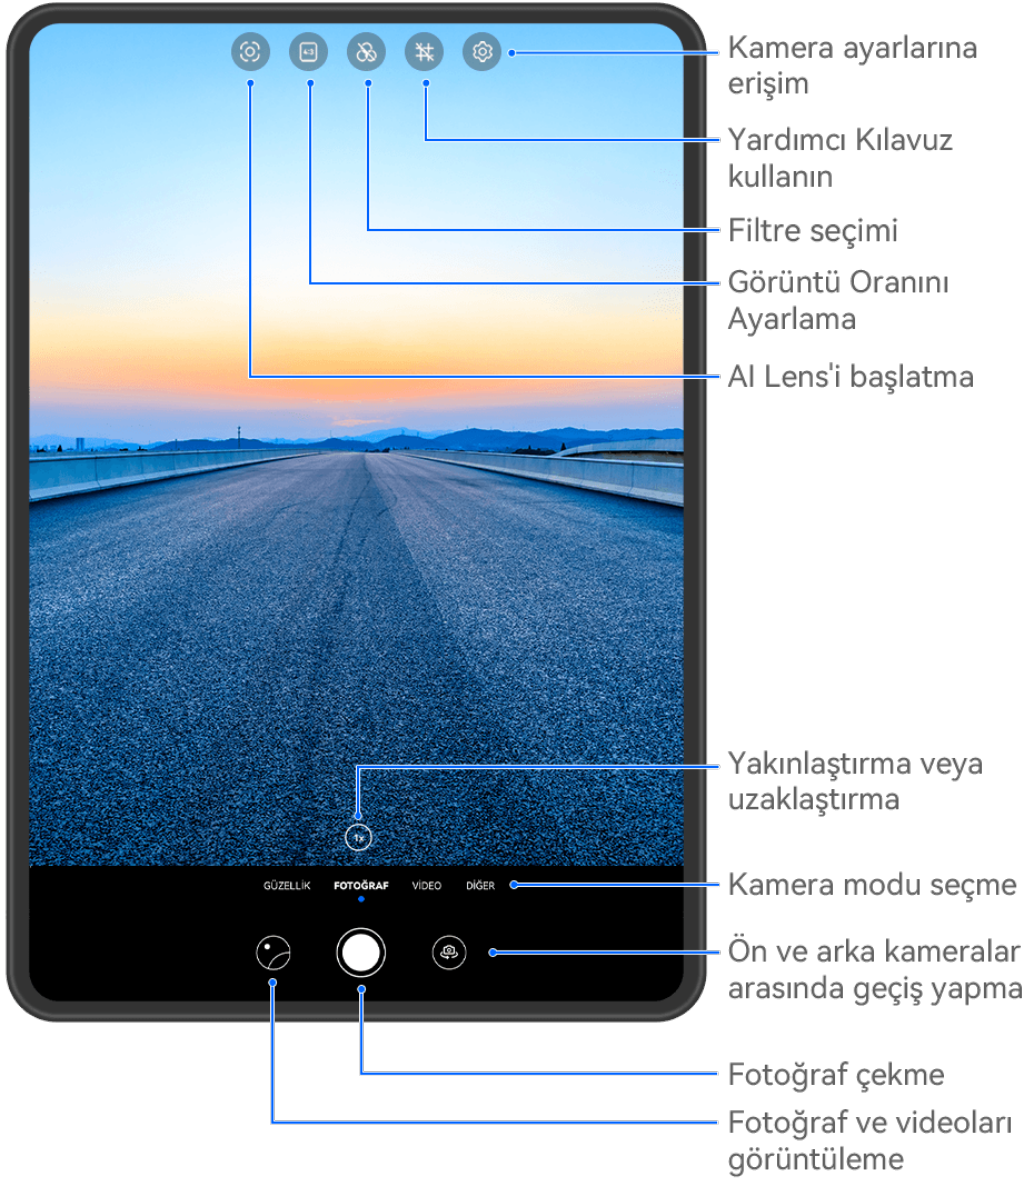 Kamera ayarlarına
erişim
Yardımcı Kılavuz
kullanın
Filtre seçimi
Görüntü Oranını
Ayarlama
AI Lens'i başlatma
Yakınlaştırma veya
uzaklaştırma
1x
GÜZELLİK FOTOĞRAF VİDEO DİĞER
Kamera modu seçme
Ön ve arka kameralar
arasında geçiş yapma
Fotoğraf çekme
Fotoğraf ve videoları
görüntüleme